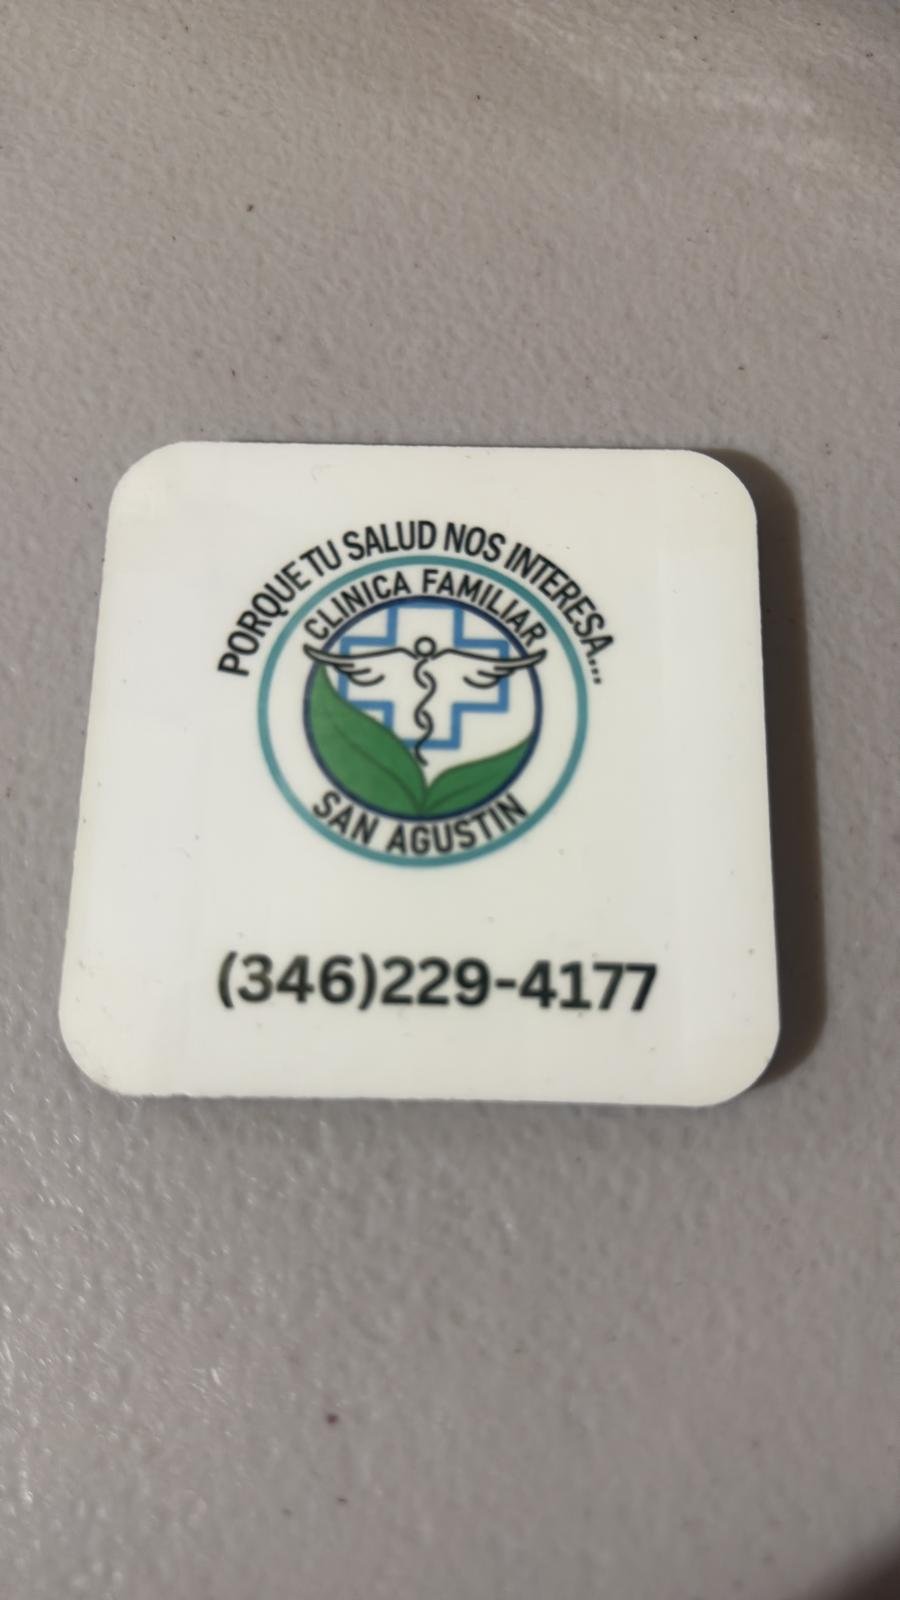 PORQUE TU SALUD NOS INTERESA...
CLINICA FAMILIAR
SAN AGUSTIN
(346)229-4177